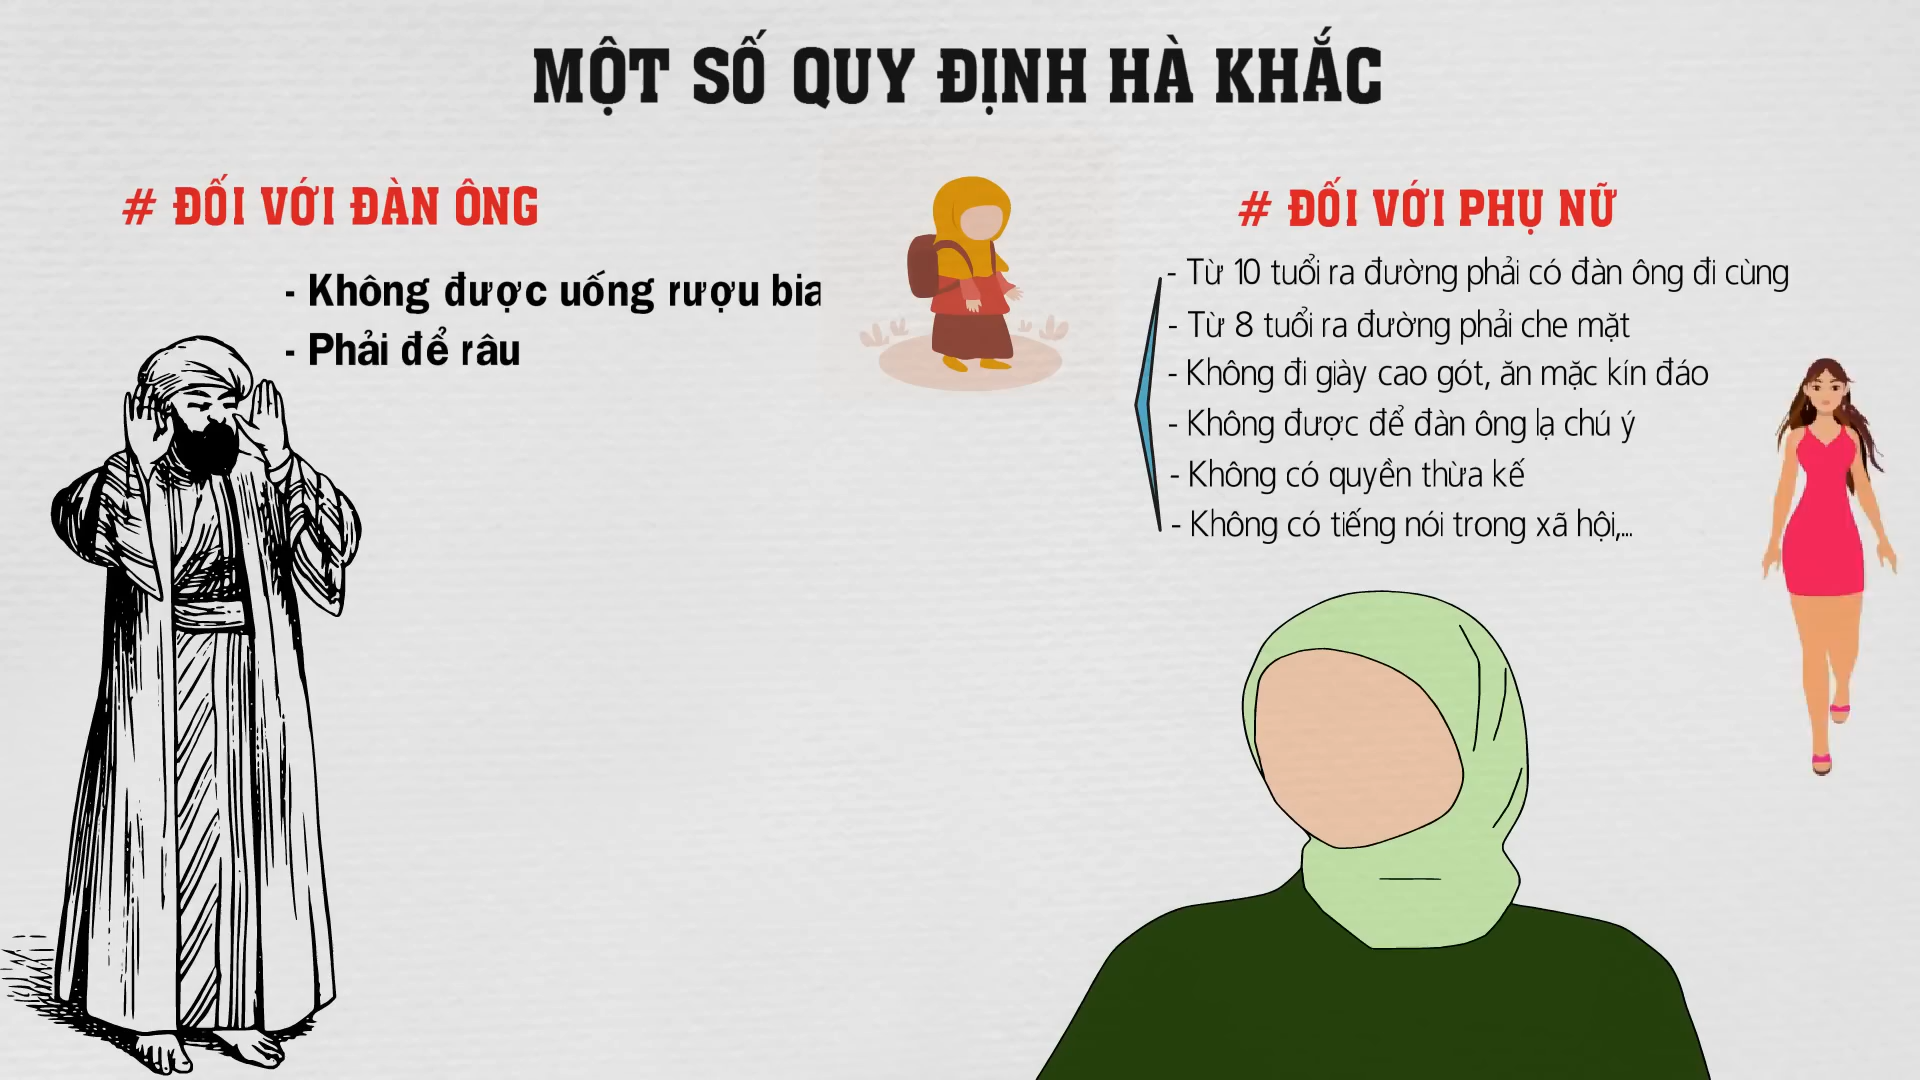 MỘT SỐ QUY ĐỊNH HÀ KHẮC
# ĐỐI VỚI ĐÀN ÔNG
- Không được uống rượu bia
- Phải để râu
# ĐỐI VỚI PHỤ NỮ
- Từ 10 tuổi ra đường phải có đàn ông đi cùng
- Từ 8 tuổi ra đường phải che mặt
- Không đi giày cao gót, ăn mặc kín đáo
- Không được để đàn ông lạ chú ý
- Không có quyền thừa kế
- Không có tiếng nói trong xã hội,...